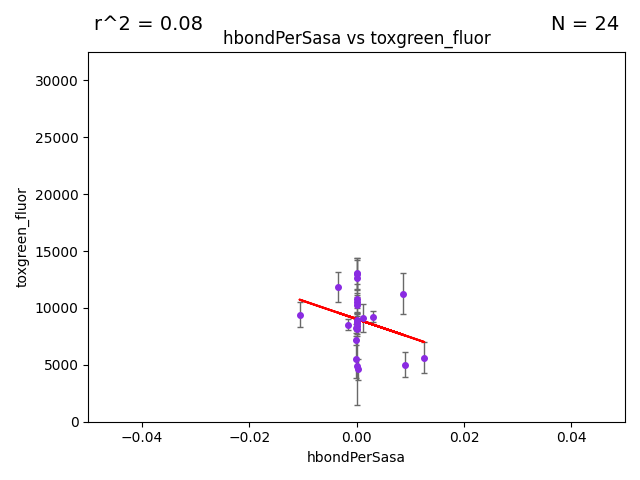 r^2 = 0.08
N = 24
hbondPerSasa vs toxgreen_fluor
30000
25000
20000
15000
10000
5000
0
toxgreen_fluor
−0.04
−0.02
0.00
0.02
0.04
hbondPerSasa